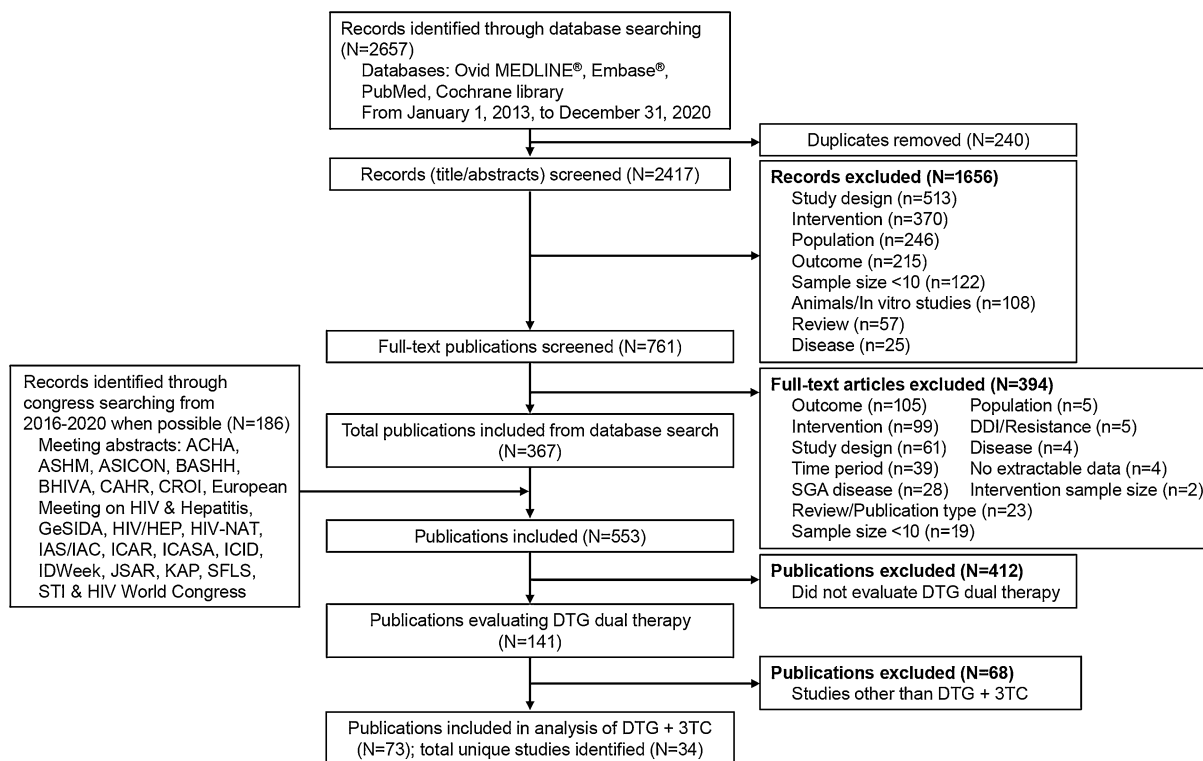 Records identified through database searching
(N=2657)
Databases: Ovid MEDLINE®, Embase®,
PubMed, Cochrane library
From January 1, 2013, to December 31, 2020
Duplicates removed (N=240)
Records (title/abstracts) screened (N=2417)
Records excluded (N=1656)
Study design (n=513)
Intervention (n=370)
Population (n=246)
Outcome (n=215)
Sample size <10 (n=122)
Animals/In vitro studies (n=108)
Review (n=57)
Disease (n=25)
Full-text publications screened (N=761)
Full-text articles excluded (N=394)
Outcome (n=105)
Intervention (n=99)
Study design (n=61)
Time period (n=39)
SGA disease (n=28)
Review/Publication type (n=23)
Sample size <10 (n=19)
Population (n=5)
DDI/Resistance (n=5)
Disease (n=4)
No extractable data (n=4)
Intervention sample size (n=2)
Records identified through
congress searching from
2016-2020 when possible (N=186)
Meeting abstracts: ACHA,
ASHM, ASICON, BASHH,
BHIVA, CAHR, CROI, European
Meeting on HIV & Hepatitis,
GeSIDA, HIV/HEP, HIV-NAT,
IAS/IAC, ICAR, ICASA, ICID,
IDWeek, JSAR, KAP, SFLS,
STI & HIV World Congress
Total publications included from database search
(N=367)
Publications included (N=553)
Publications excluded (N=412)
Did not evaluate DTG dual therapy
Publications evaluating DTG dual therapy
(N=141)
Publications excluded (N=68)
Studies other than DTG + 3TC
Publications included in analysis of DTG + 3TC
(N=73); total unique studies identified (N=34)